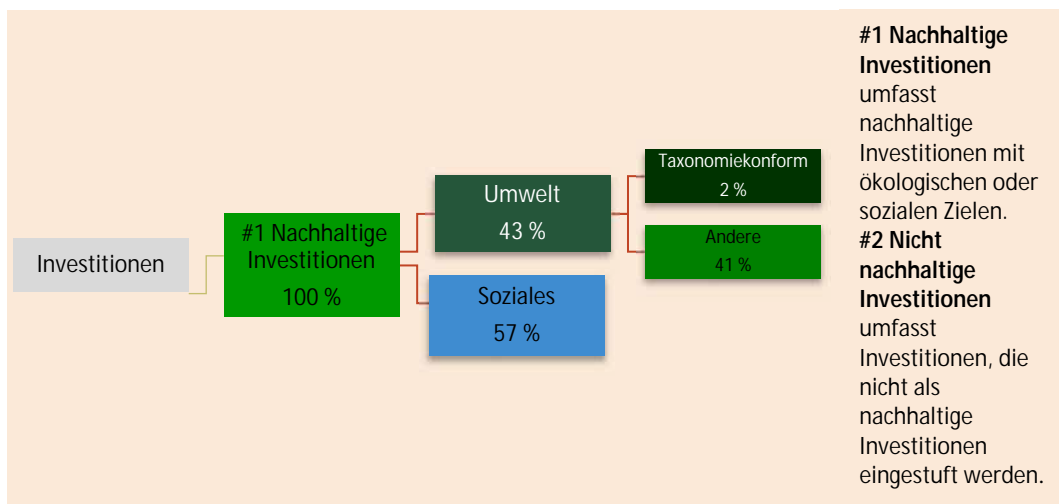 Investitionen
#1 Nachhaltige
Investitionen
100 %
Umwelt
43 %
Soziales
57 %
Taxonomiekonform
2 %
Andere
41 %
#1 Nachhaltige
Investitionen
umfasst
nachhaltige
Investitionen mit
ökologischen oder
sozialen Zielen.
#2 Nicht
nachhaltige
Investitionen
umfasst
Investitionen, die
nicht als
nachhaltige
Investitionen
eingestuft werden.